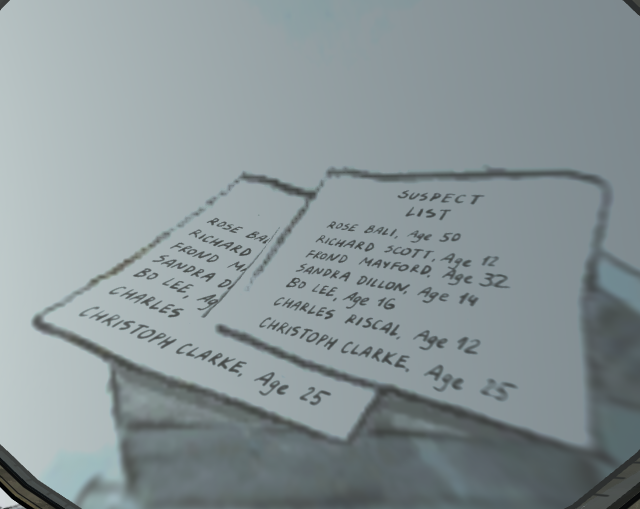 ROSE BAL
RICHARD
FROND M
SANDRA D
BO LEE, Ag
CHARLES
CHRISTOPH CLARKE, Age 25
SUSPECT
LIST
ROSE BALI, Age 50
RICHARD SCOTT, Age 12
FROND MAYFORD, Age 32
SANDRA DILLON, Age 14
BO LEE, Age 16
CHARLES RISCAL, Age 12
CHRISTOPH CLARKE, Age 25